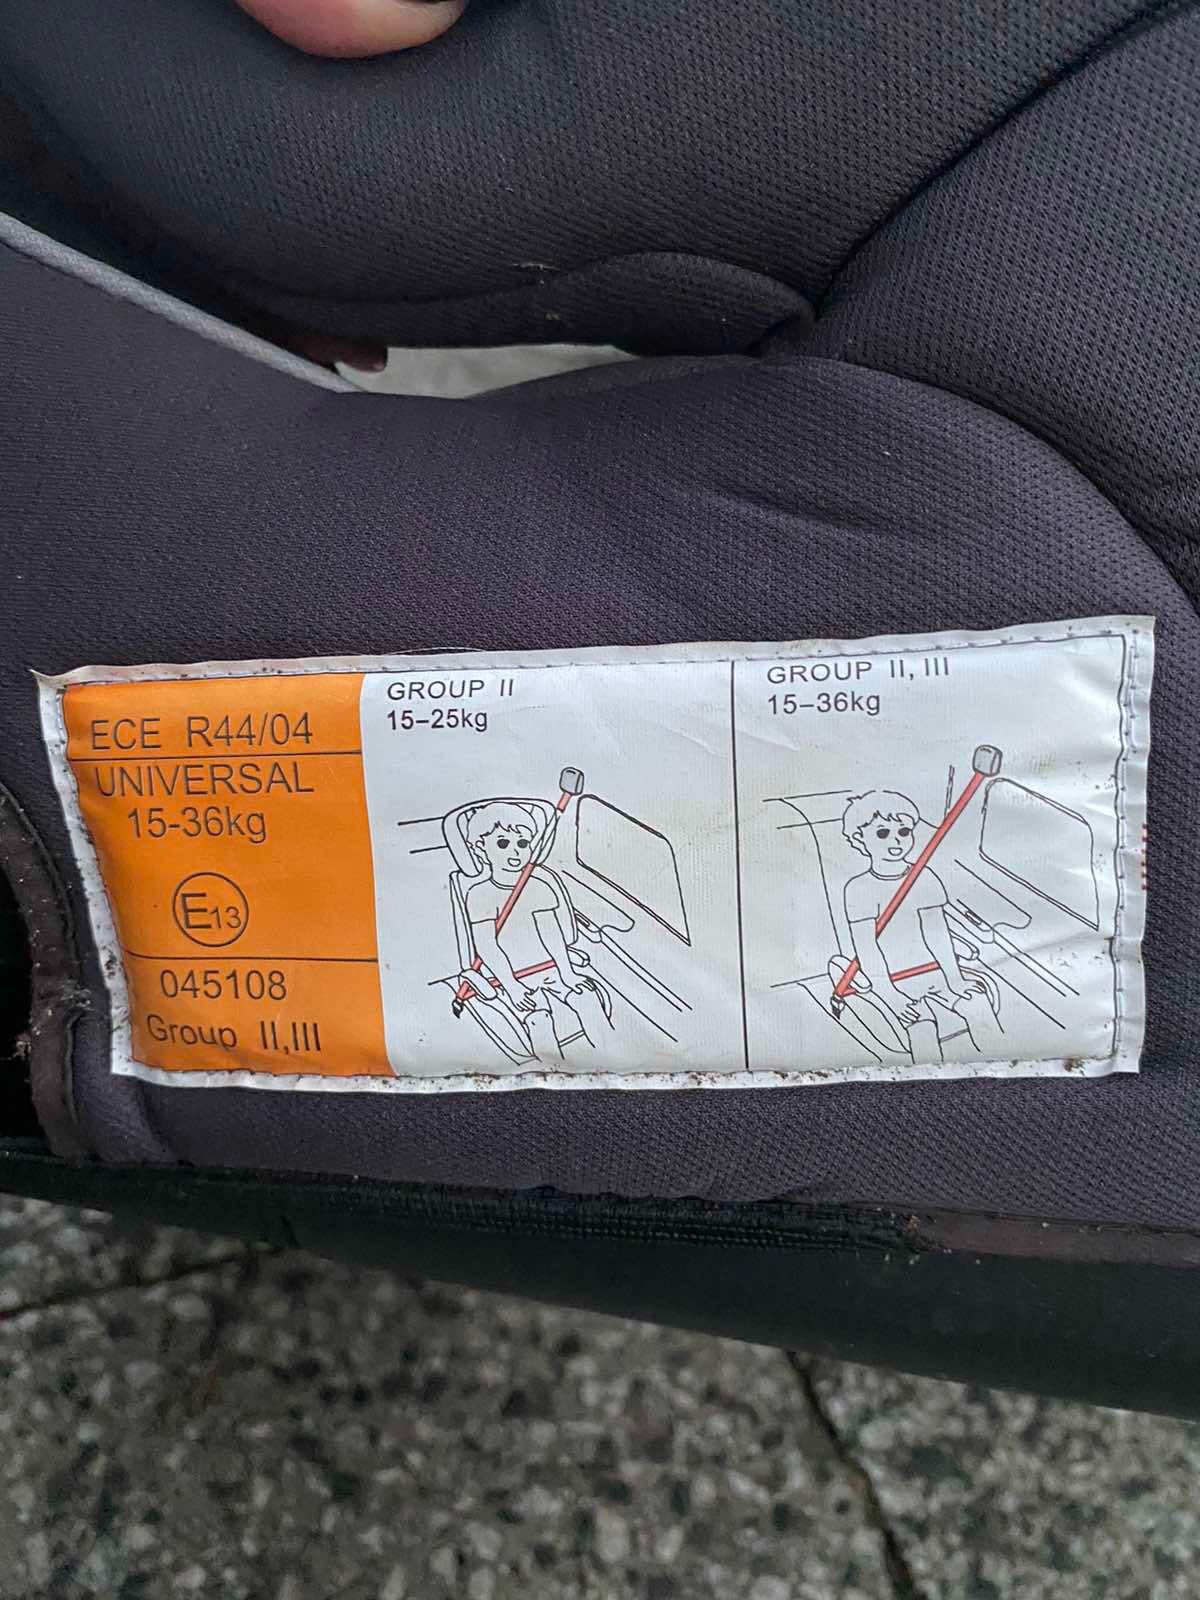 ECE R44/04
UNIVERSAL
15-36kg
E13
045108
Group II,III
GROUP II
15-25kg
GROUP II, III
15-36kg